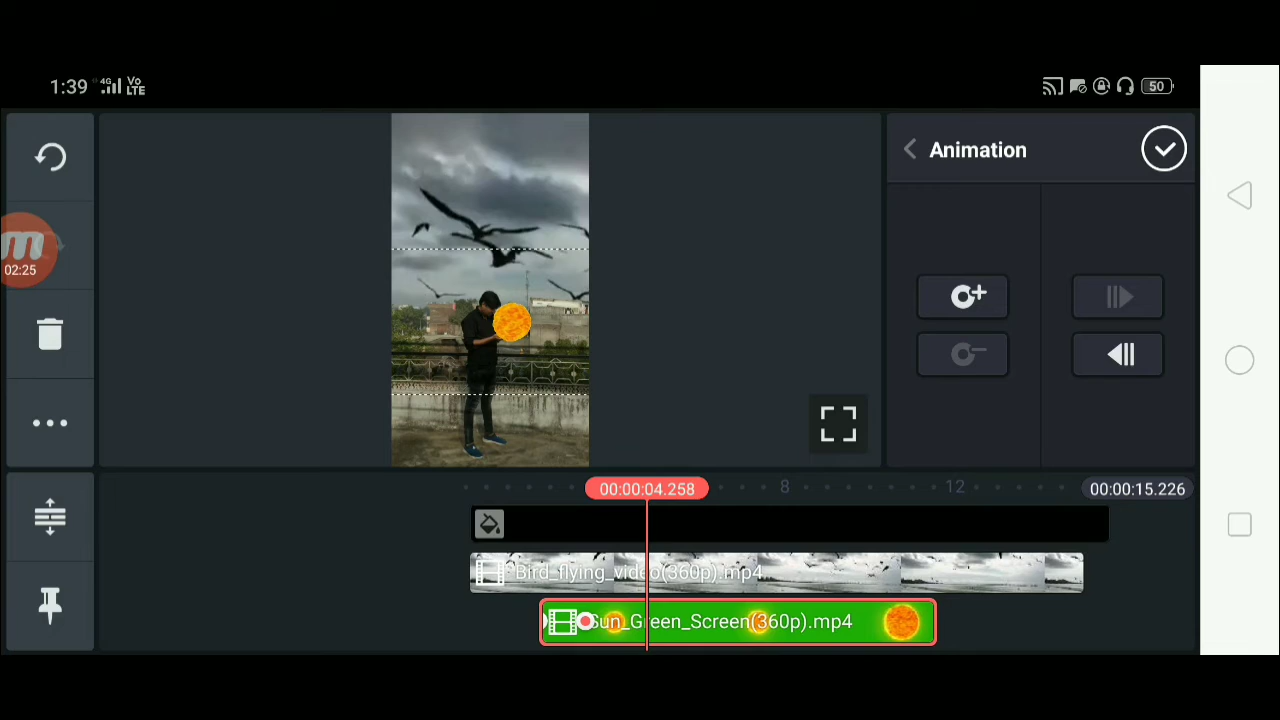 1:39 4G Vo LTE 50
Animation
m
02:25
00:00:04.258 8 12 00:00:15.226
Bird_flying_video(360p).mp4
Sun_Green_Screen(360p).mp4